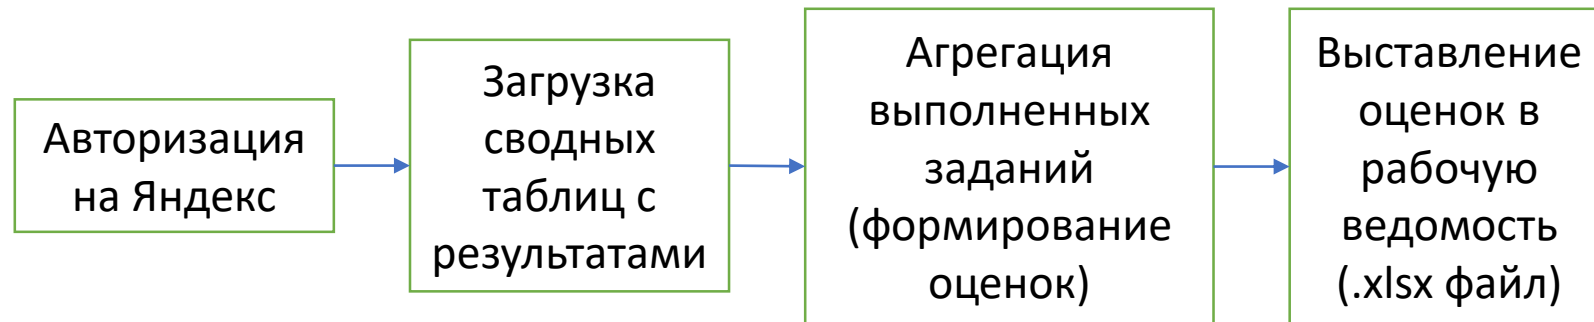 Авторизация
на Яндекс
Загрузка
сводных
таблиц с
результатами
Агрегация
выполненных
заданий
(формирование
оценок)
Выставление
оценок в
рабочую
ведомость
(.xlsx файл)